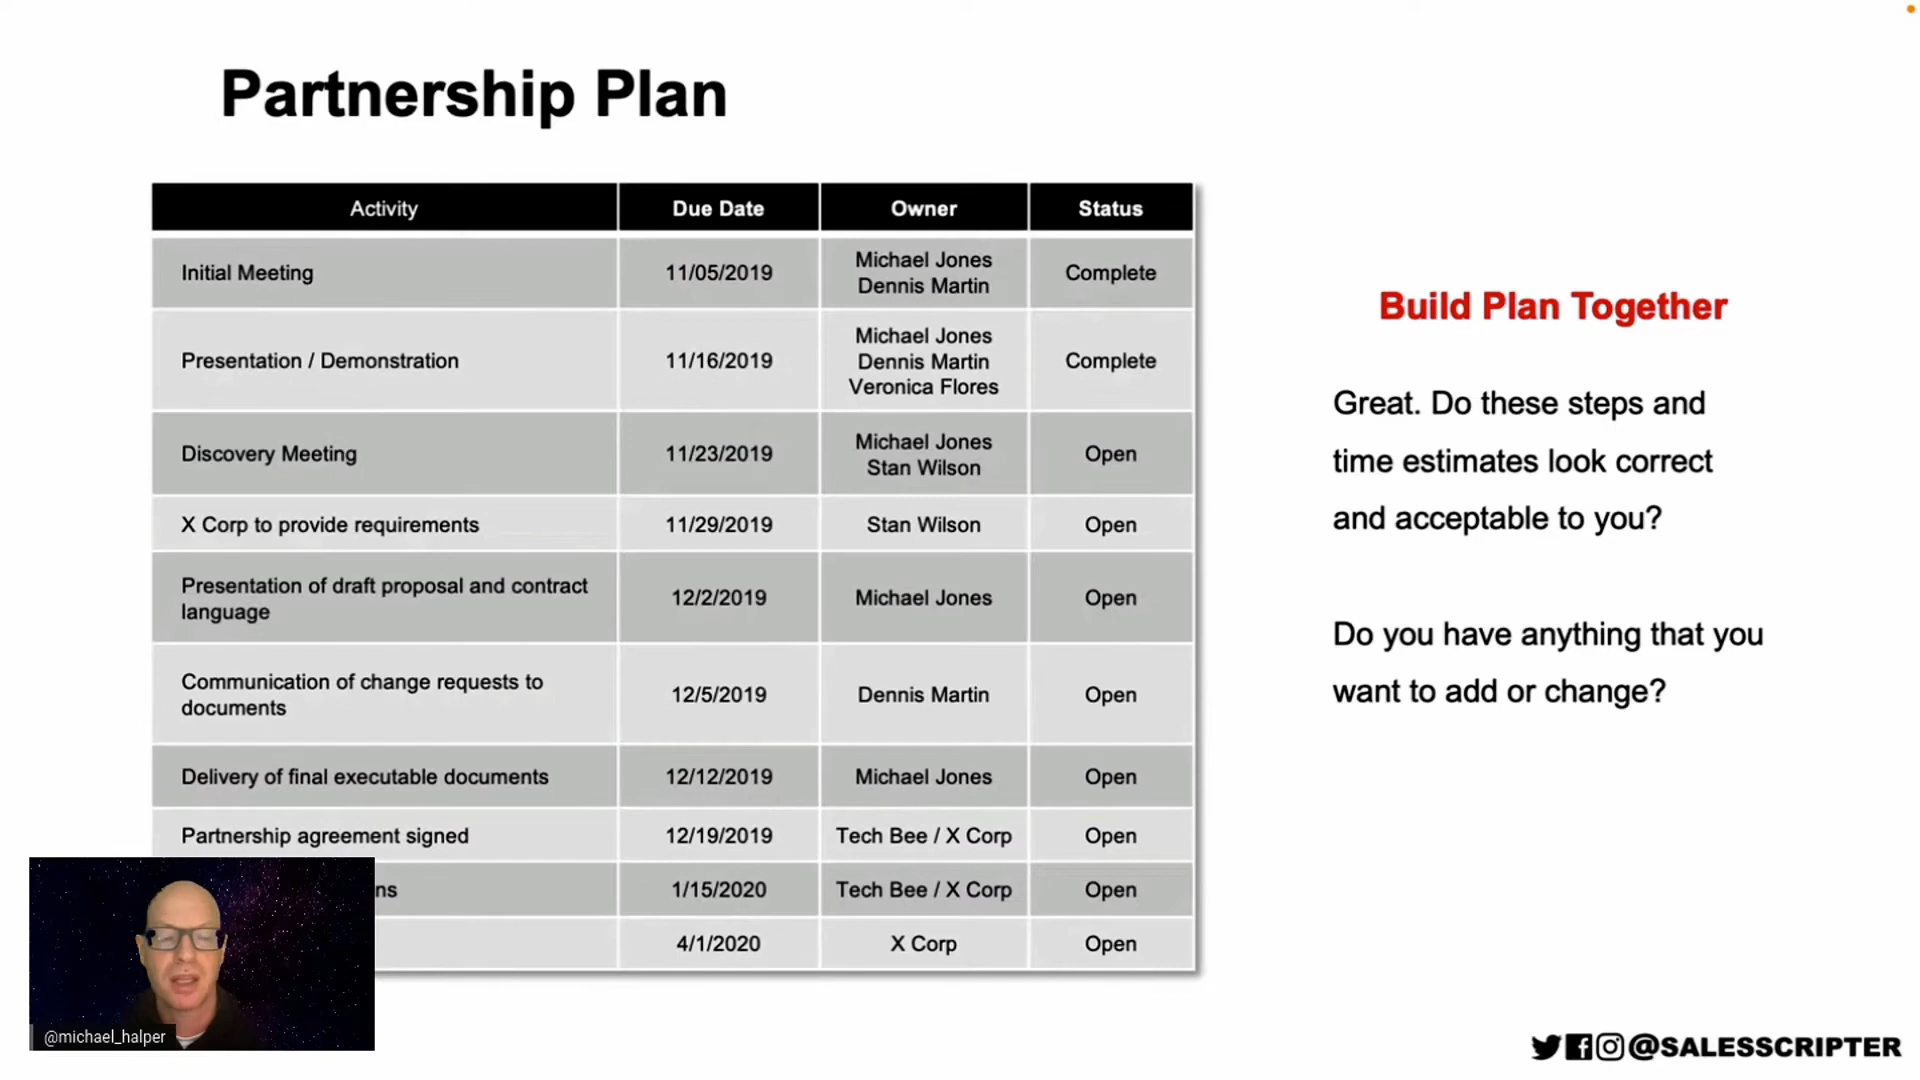 Partnership Plan
Activity Due Date Owner Status
Initial Meeting 11/05/2019 Michael Jones Dennis Martin Complete
Presentation / Demonstration 11/16/2019 Michael Jones Dennis Martin Veronica Flores Complete
Discovery Meeting 11/23/2019 Michael Jones Stan Wilson Open
X Corp to provide requirements 11/29/2019 Stan Wilson Open
Presentation of draft proposal and contract language 12/2/2019 Michael Jones Open
Communication of change requests to documents 12/5/2019 Dennis Martin Open
Delivery of final executable documents 12/12/2019 Michael Jones Open
Partnership agreement signed 12/19/2019 Tech Bee / X Corp Open
ns 1/15/2020 Tech Bee / X Corp Open
4/1/2020 X Corp Open
Build Plan Together
Great. Do these steps and
time estimates look correct
and acceptable to you?
Do you have anything that you
want to add or change?
@michael_halper
@SALESSCRIPTER